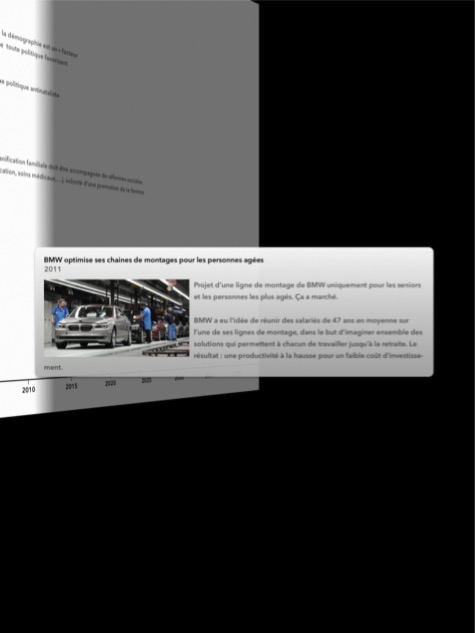 la démographie est un « facteur
e toute politique favorisant
e politique antinataliste
anification familiale doit être accompagnée de réformes sociales
cation, soins médicaux,...), volonté d'une promotion de la femme
BMW optimise ses chaines de montages pour les personnes agées
2011
Projet d'une ligne de montage de BMW uniquement pour les seniors
et les personnes les plus agés. Ça a marché.
BMW a eu l'idée de réunir des salariés de 47 ans en moyenne sur
l'une de ses lignes de montage, dans le but d'imaginer ensemble des
solutions qui permettent à chacun de travailler jusqu'à la retraite. Le
résultat : une productivité à la hausse pour un faible coût d'investisse-
ment.
2010 2015 2020 2025